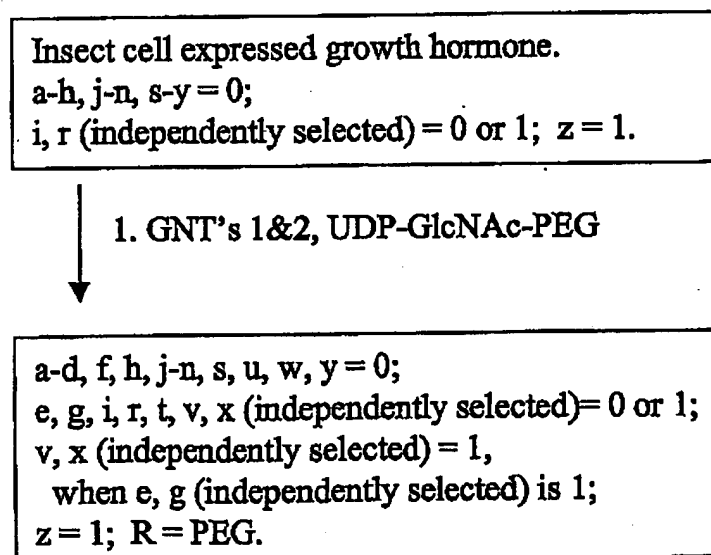 Insect cell expressed growth hormone.
a-h, j-n, s-y = 0;
i, r (independently selected) = 0 or 1; z = 1.
1. GNT's 1&2, UDP-GlcNAc-PEG
a-d, f, h, j-n, s, u, w, y = 0;
e, g, i, r, t, v, x (independently selected)= 0 or 1;
v, x (independently selected) = 1,
when e, g (independently selected) is 1;
z = 1; R = PEG.